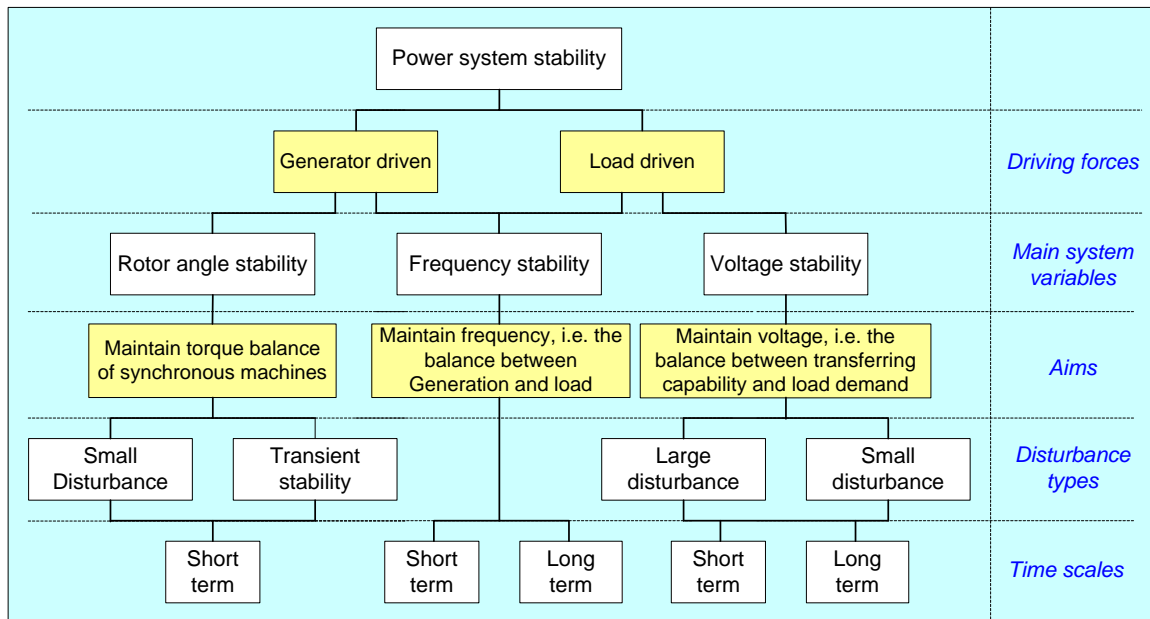 Power system stability
Generator driven
Load driven
Driving forces
Rotor angle stability
Frequency stability
Voltage stability
Main system
variables
Maintain torque balance
of synchronous machines
Maintain frequency, i.e. the
balance between
Generation and load
Maintain voltage, i.e. the
balance between transferring
capability and load demand
Aims
Small
Disturbance
Transient
stability
Large
disturbance
Small
disturbance
Disturbance
types
Short
term
Short
term
Long
term
Short
term
Long
term
Time scales